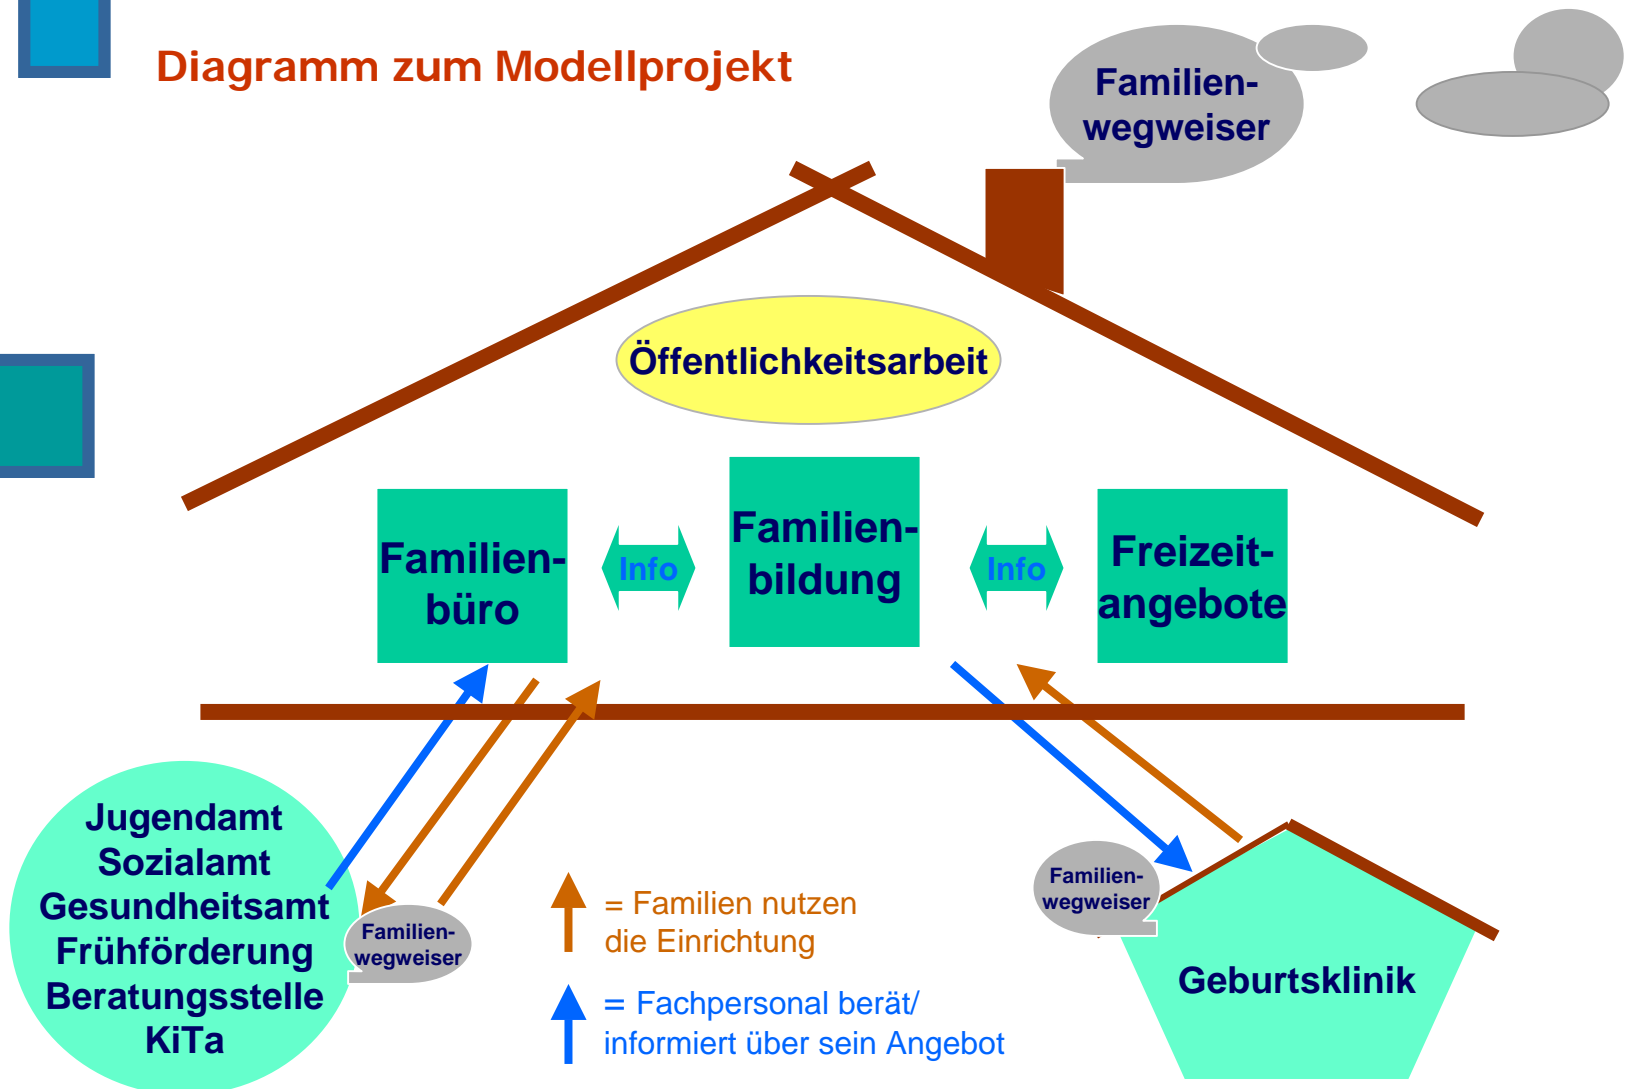 Diagramm zum Modellprojekt
Familien-
wegweiser
Öffentlichkeitsarbeit
Familien-
büro
Info
Familien-
bildung
Info
Freizeit-
angebote
Jugendamt
Sozialamt
Gesundheitsamt
Frühförderung
Beratungsstelle
KiTa
Familien-
wegweiser
= Familien nutzen
die Einrichtung
= Fachpersonal berät/
informiert über sein Angebot
Familien-
wegweiser
Geburtsklinik